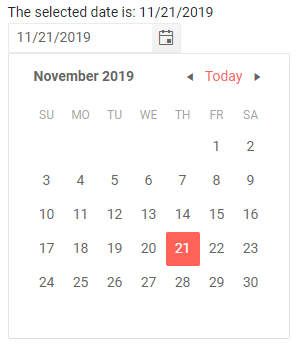 The selected date is: 11/21/2019
11/21/2019
November 2019 Today
SU MO TU WE TH FR SA
1 2
3 4 5 6 7 8 9
10 11 12 13 14 15 16
17 18 19 20 21 22 23
24 25 26 27 28 29 30